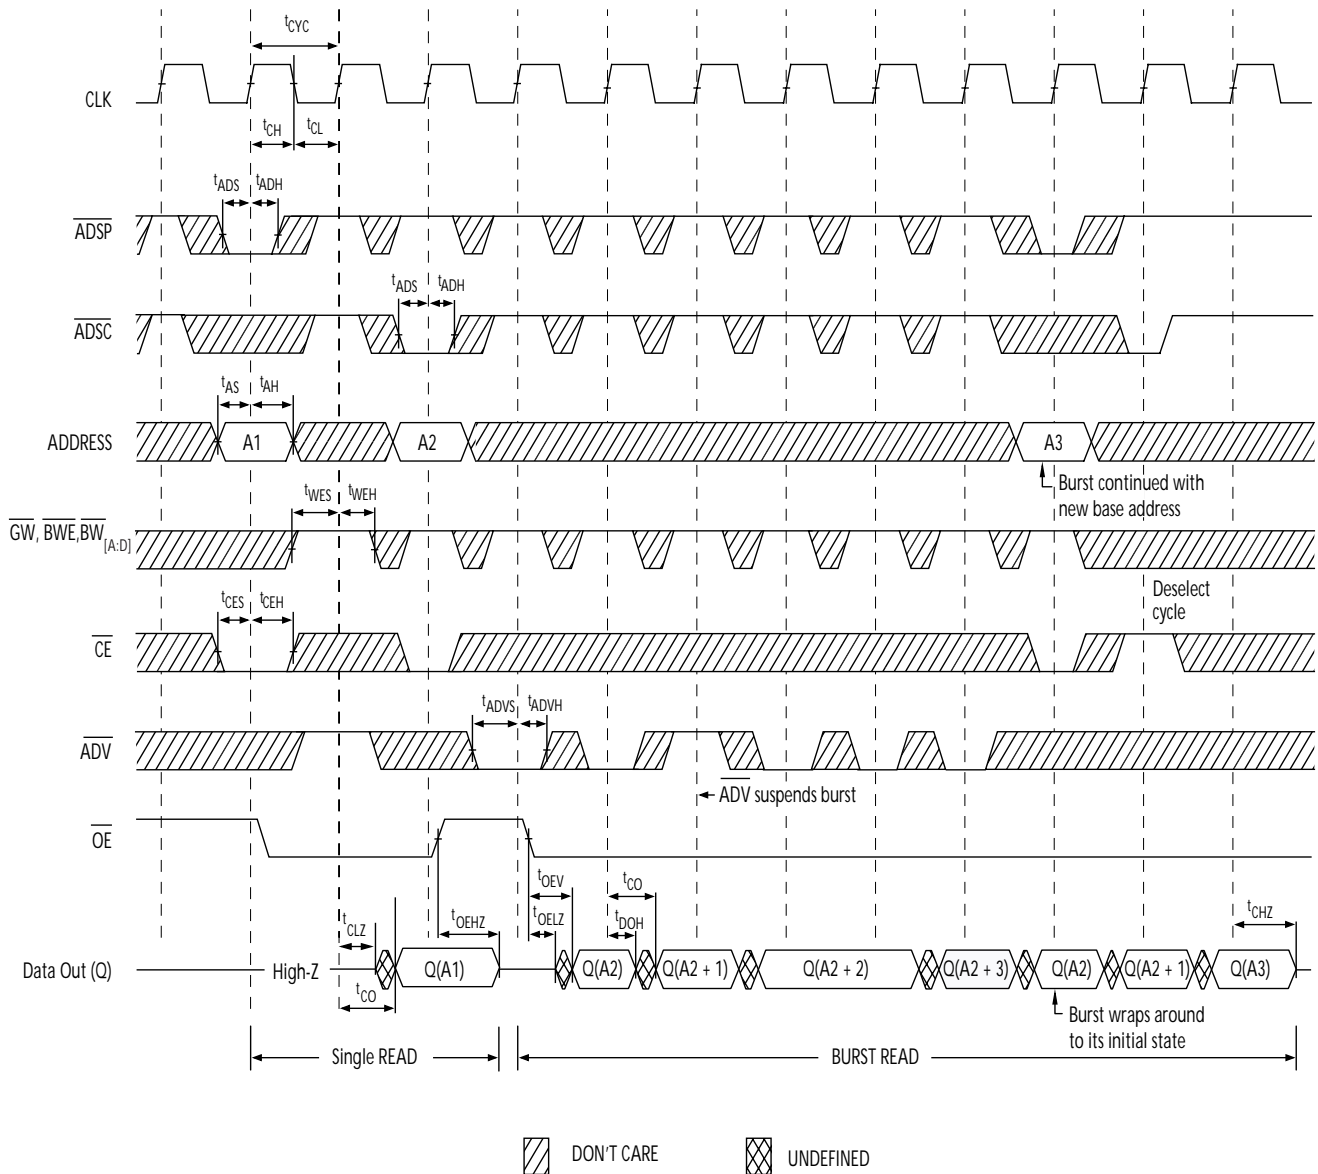 tCYC
CLK
tCH tCL
tADS tADH
ADSP
tADS tADH
ADSC
tAS tAH
ADDRESS A1 A2 A3
Burst continued with
new base address
tWES tWEH
GW, BWE,BW[A:D]
Deselect
cycle
tCES tCEH
CE
tADVS tADVH
ADV
ADV suspends burst
OE
tOEV tCO
tCLZ tOEHZ tOELZ tDOH tCHZ
Data Out (Q) High-Z Q(A1) Q(A2) Q(A2 + 1) Q(A2 + 2) Q(A2 + 3) Q(A2) Q(A2 + 1) Q(A3)
tCO
Burst wraps around
to its initial state
Single READ BURST READ
DON'T CARE UNDEFINED